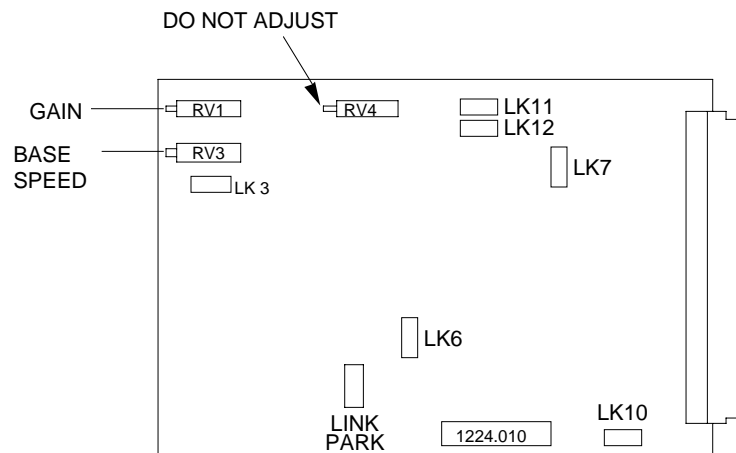 DO NOT ADJUST
GAIN
RV1
RV4
LK11
LK12
BASE
SPEED
RV3
LK 3
LK7
LK6
LINK
PARK
1224.010
LK10